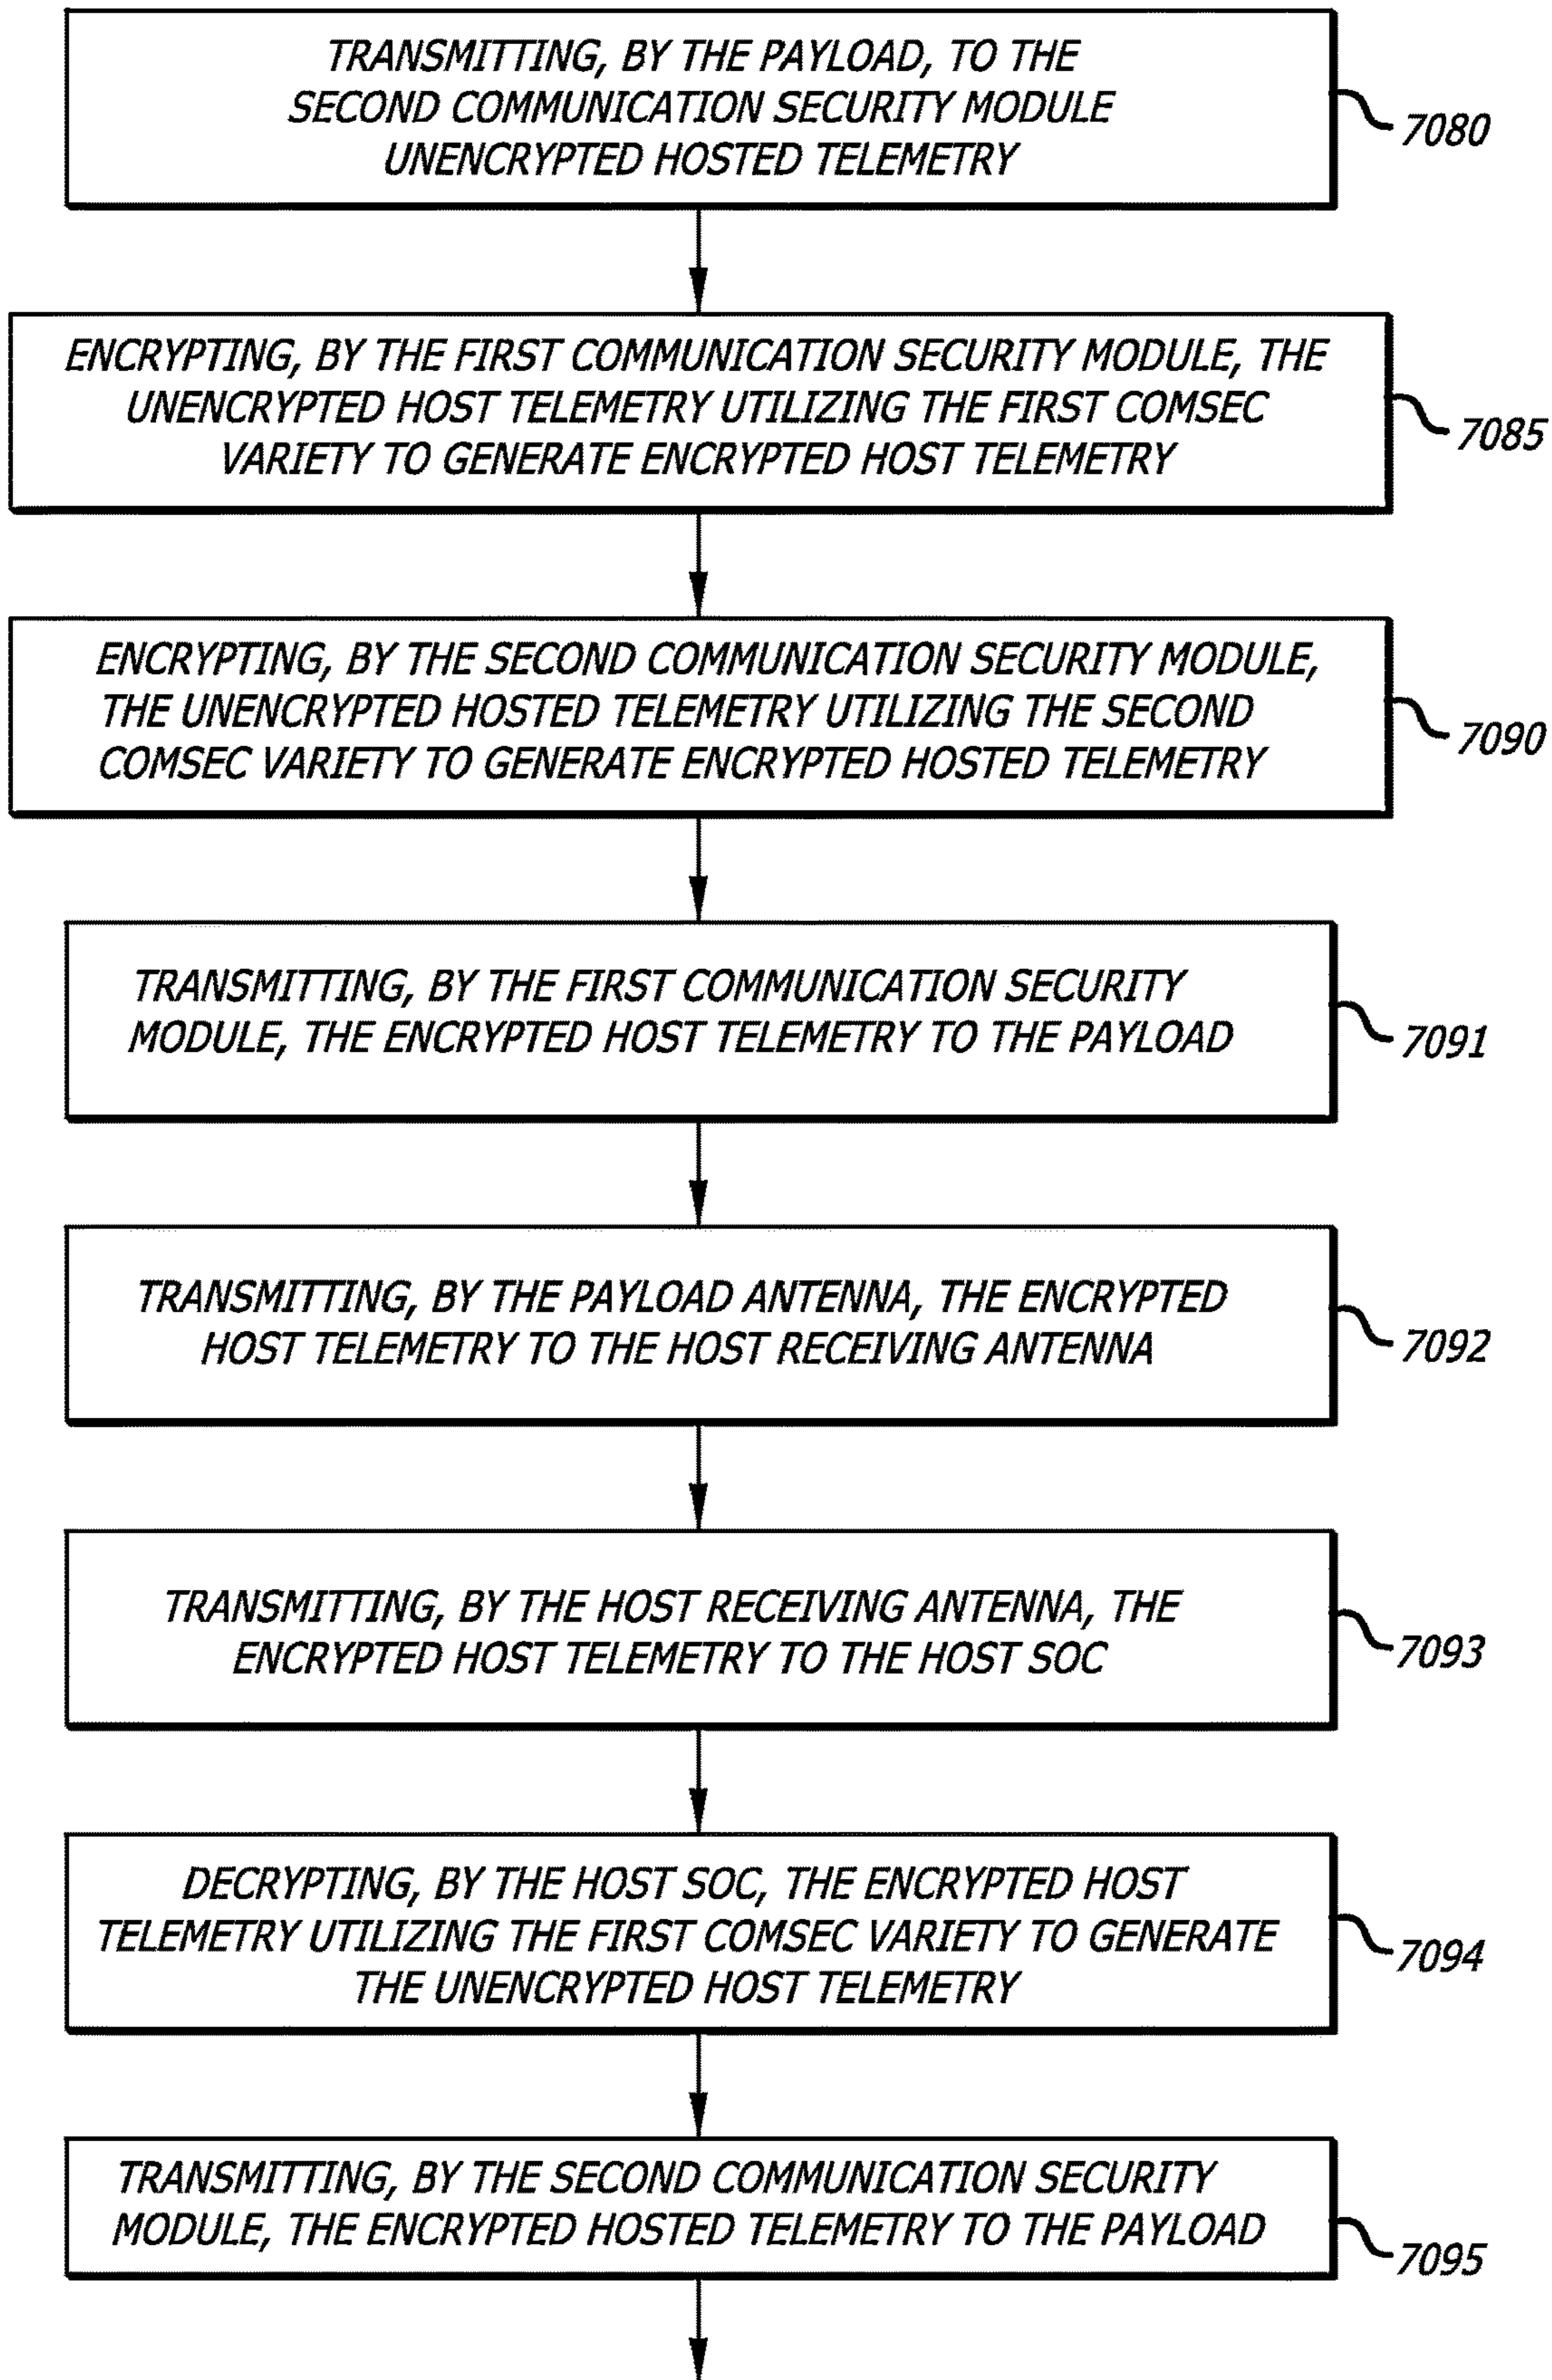 TRANSMITTING, BY THE PAYLOAD, TO THE
SECOND COMMUNICATION SECURITY MODULE
UNENCRYPTED HOSTED TELEMETRY
7080
ENCRYPTING, BY THE FIRST COMMUNICATION SECURITY MODULE, THE
UNENCRYPTED HOST TELEMETRY UTILIZING THE FIRST COMSEC
VARIETY TO GENERATE ENCRYPTED HOST TELEMETRY
7085
ENCRYPTING, BY THE SECOND COMMUNICATION SECURITY MODULE,
THE UNENCRYPTED HOSTED TELEMETRY UTILIZING THE SECOND
COMSEC VARIETY TO GENERATE ENCRYPTED HOSTED TELEMETRY
7090
TRANSMITTING, BY THE FIRST COMMUNICATION SECURITY
MODULE, THE ENCRYPTED HOST TELEMETRY TO THE PAYLOAD
7091
TRANSMITTING, BY THE PAYLOAD ANTENNA, THE ENCRYPTED
HOST TELEMETRY TO THE HOST RECEIVING ANTENNA
7092
TRANSMITTING, BY THE HOST RECEIVING ANTENNA, THE
ENCRYPTED HOST TELEMETRY TO THE HOST SOC
7093
DECRYPTING, BY THE HOST SOC, THE ENCRYPTED HOST
TELEMETRY UTILIZING THE FIRST COMSEC VARIETY TO GENERATE
THE UNENCRYPTED HOST TELEMETRY
7094
TRANSMITTING, BY THE SECOND COMMUNICATION SECURITY
MODULE, THE ENCRYPTED HOSTED TELEMETRY TO THE PAYLOAD
7095